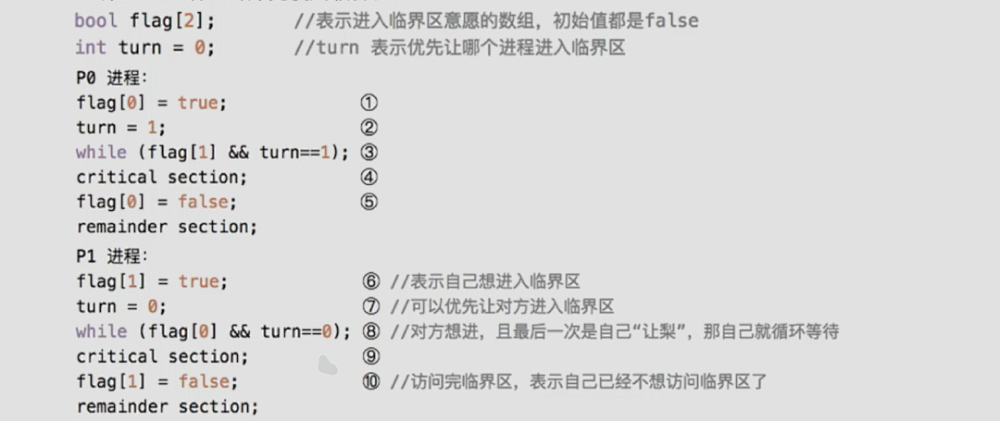 bool flag[2]; //表示进入临界区意愿的数组，初始值都是false
int turn = 0; //turn 表示优先让哪个进程进入临界区
P0 进程：
flag[0] = true; ①
turn = 1; ②
while (flag[1] && turn==1); ③
critical section; ④
flag[0] = false; ⑤
remainder section;
P1 进程：
flag[1] = true; ⑥ //表示自己想进入临界区
turn = 0; ⑦ //可以优先让对方进入临界区
while (flag[0] && turn==0); ⑧ //对方想进，且最后一次是自己“让梨”，那自己就循环等待
critical section; ⑨
flag[1] = false; ⑩ //访问完临界区，表示自己已经不想访问临界区了
remainder section;